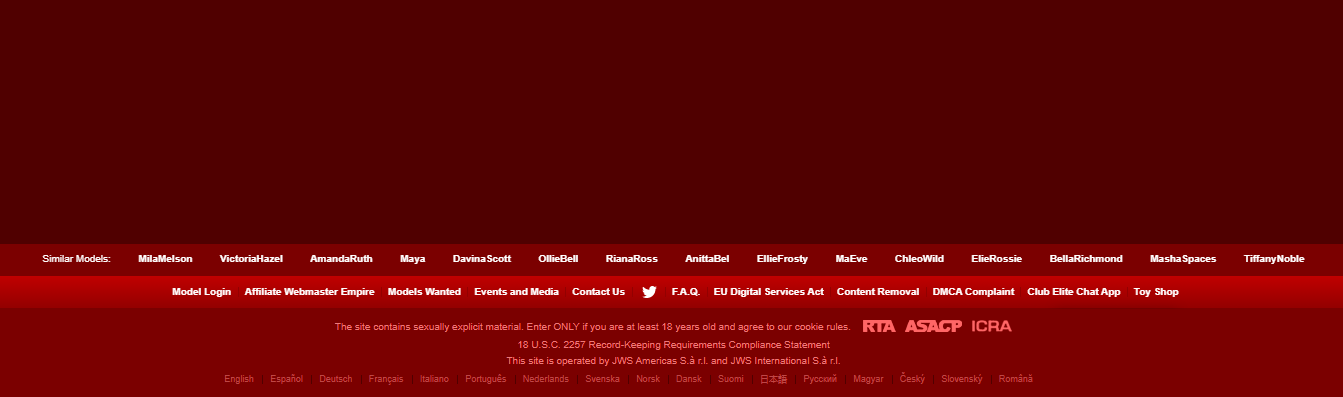 Similar Models: MilaMelson VictoriaHazel AmandaRuth Maya DavinaScott OllieBell RianaRoss AnittaBel EllieFrosty MaEve ChleoWild ElieRossie BellaRichmond MashaSpaces TiffanyNoble
Model Login Affiliate Webmaster Empire Models Wanted Events and Media Contact Us F.A.Q. EU Digital Services Act Content Removal DMCA Complaint Club Elite Chat App Toy Shop
The site contains sexually explicit material. Enter ONLY if you are at least 18 years old and agree to our cookie rules. RTA ASACP ICRA
18 U.S.C. 2257 Record-Keeping Requirements Compliance Statement
This site is operated by JWS Americas S.à r.l. and JWS International S.à r.l.
English | Español | Deutsch | Français | Italiano | Português | Nederlands | Svenska | Norsk | Dansk | Suomi | 日本語 | Русский | Magyar | Český | Slovenský | Română